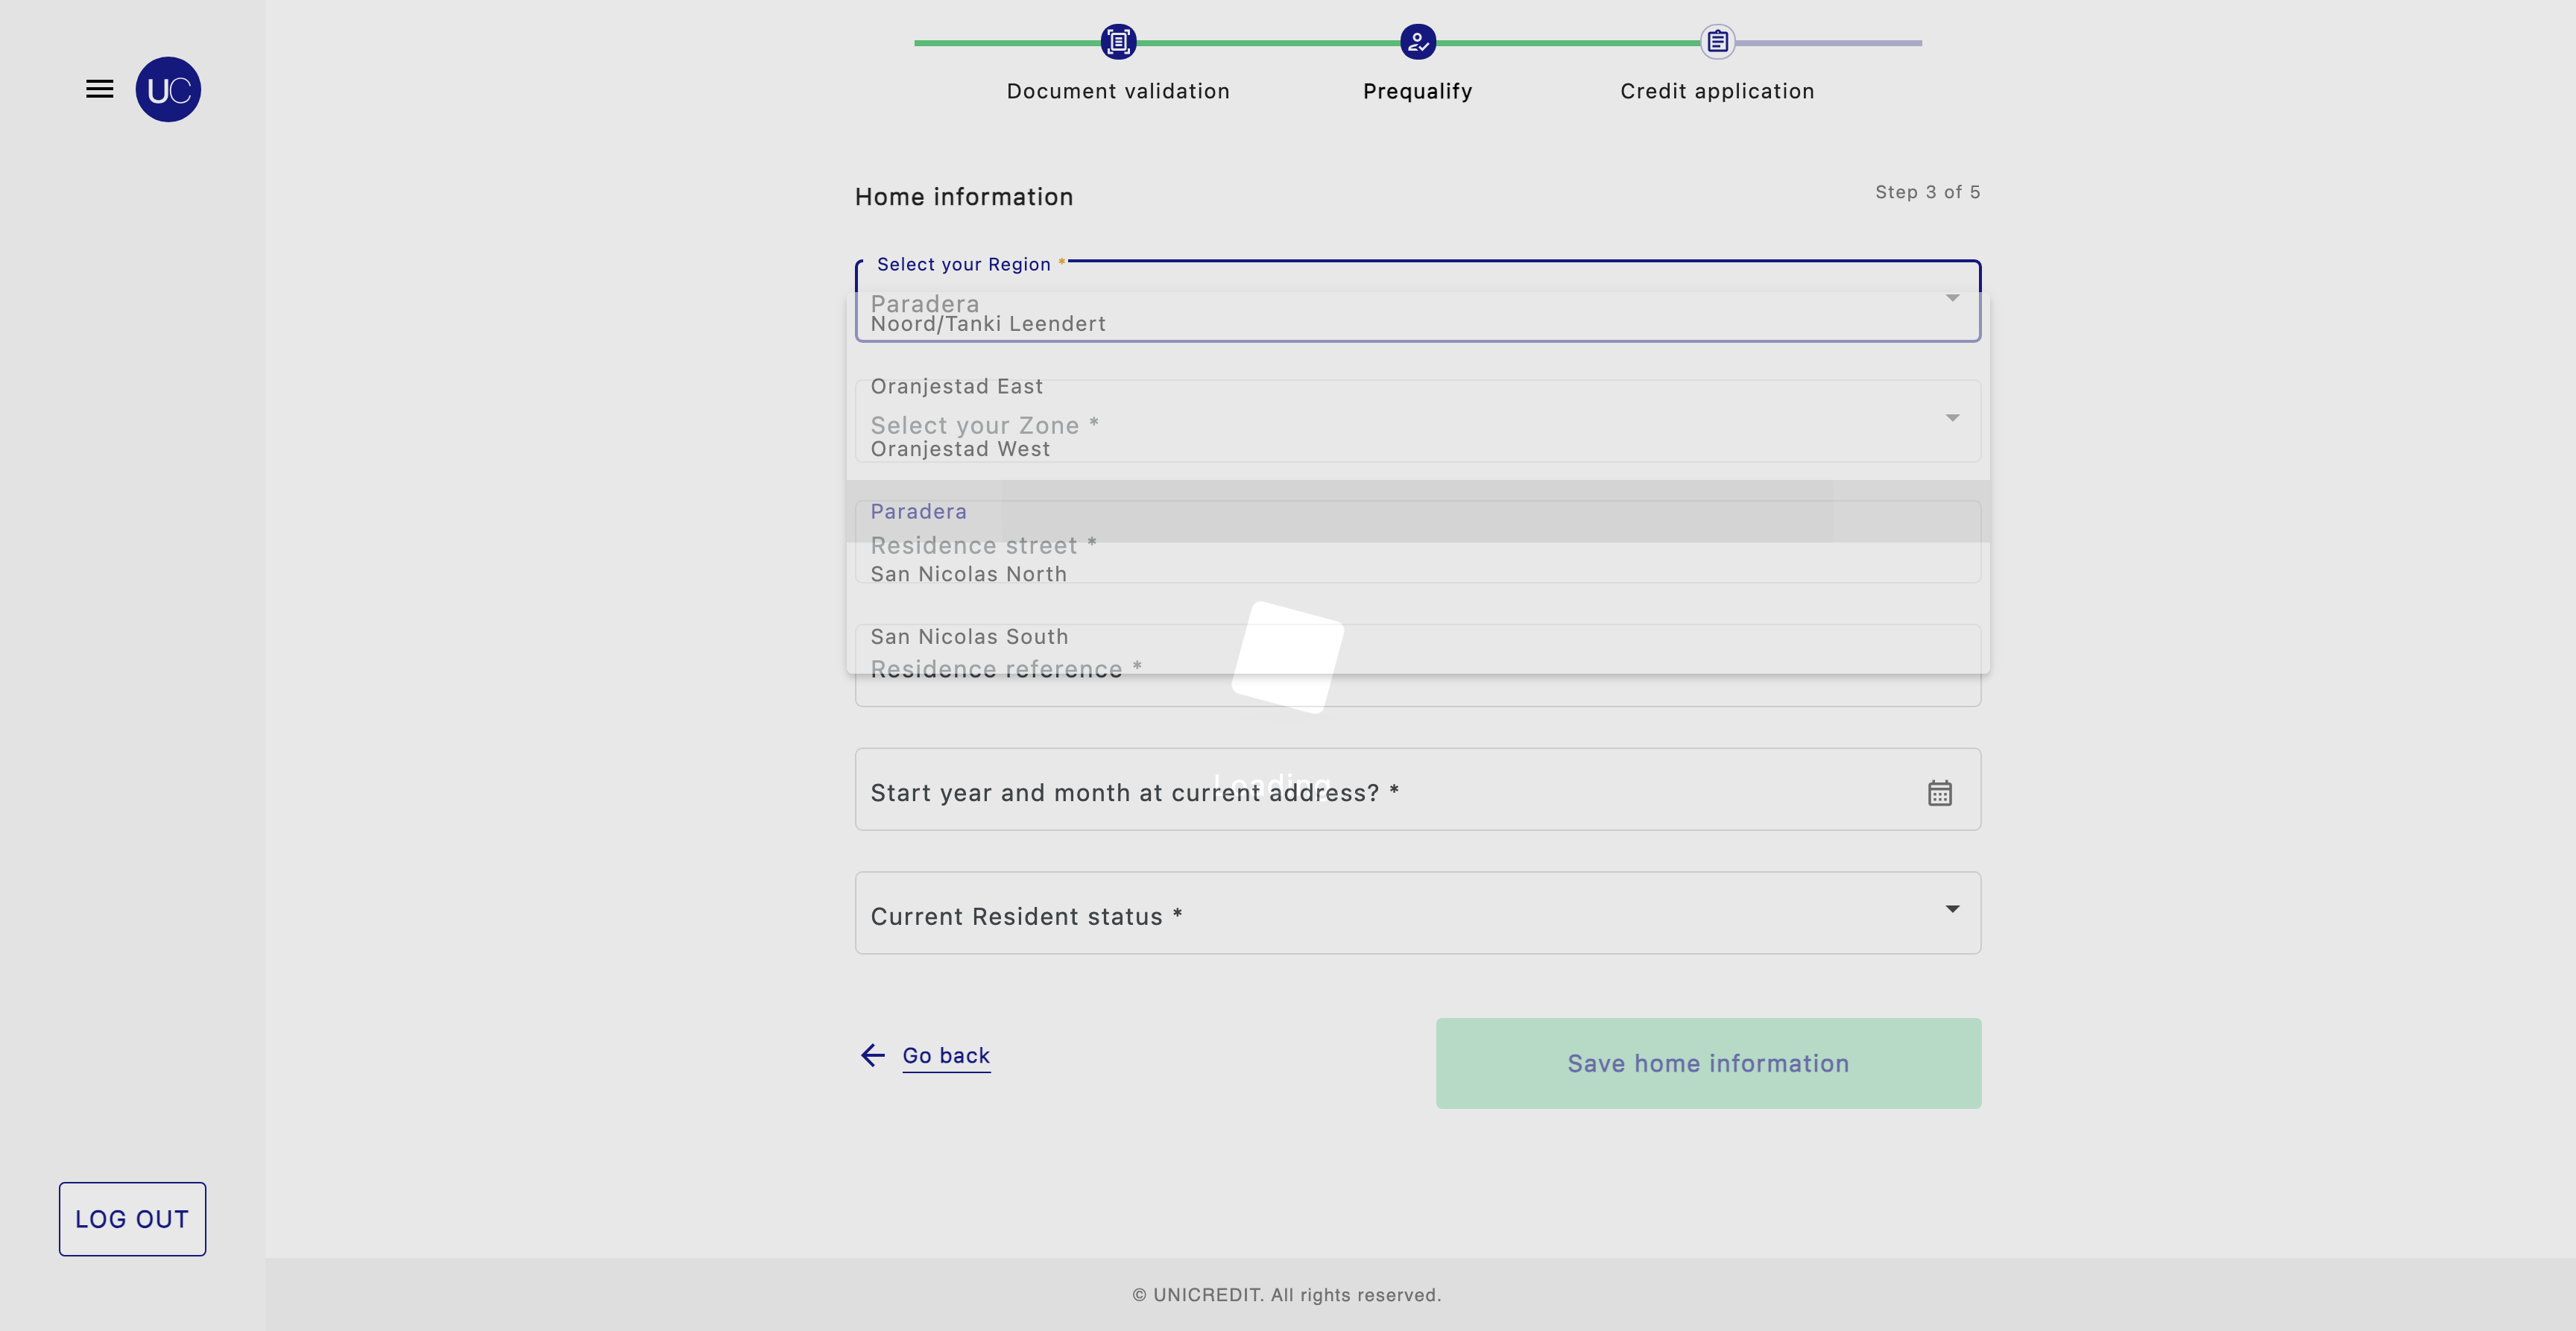 UC
Document validation
Prequalify
Credit application
Home information
Step 3 of 5
Select your Region *
Paradera
Noord/Tanki Leendert
Oranjestad East
Select your Zone *
Oranjestad West
Paradera
Residence street *
San Nicolas North
San Nicolas South
Residence reference *
Loading
Start year and month at current address? *
Current Resident status *
Go back
Save home information
LOG OUT
© UNICREDIT. All rights reserved.